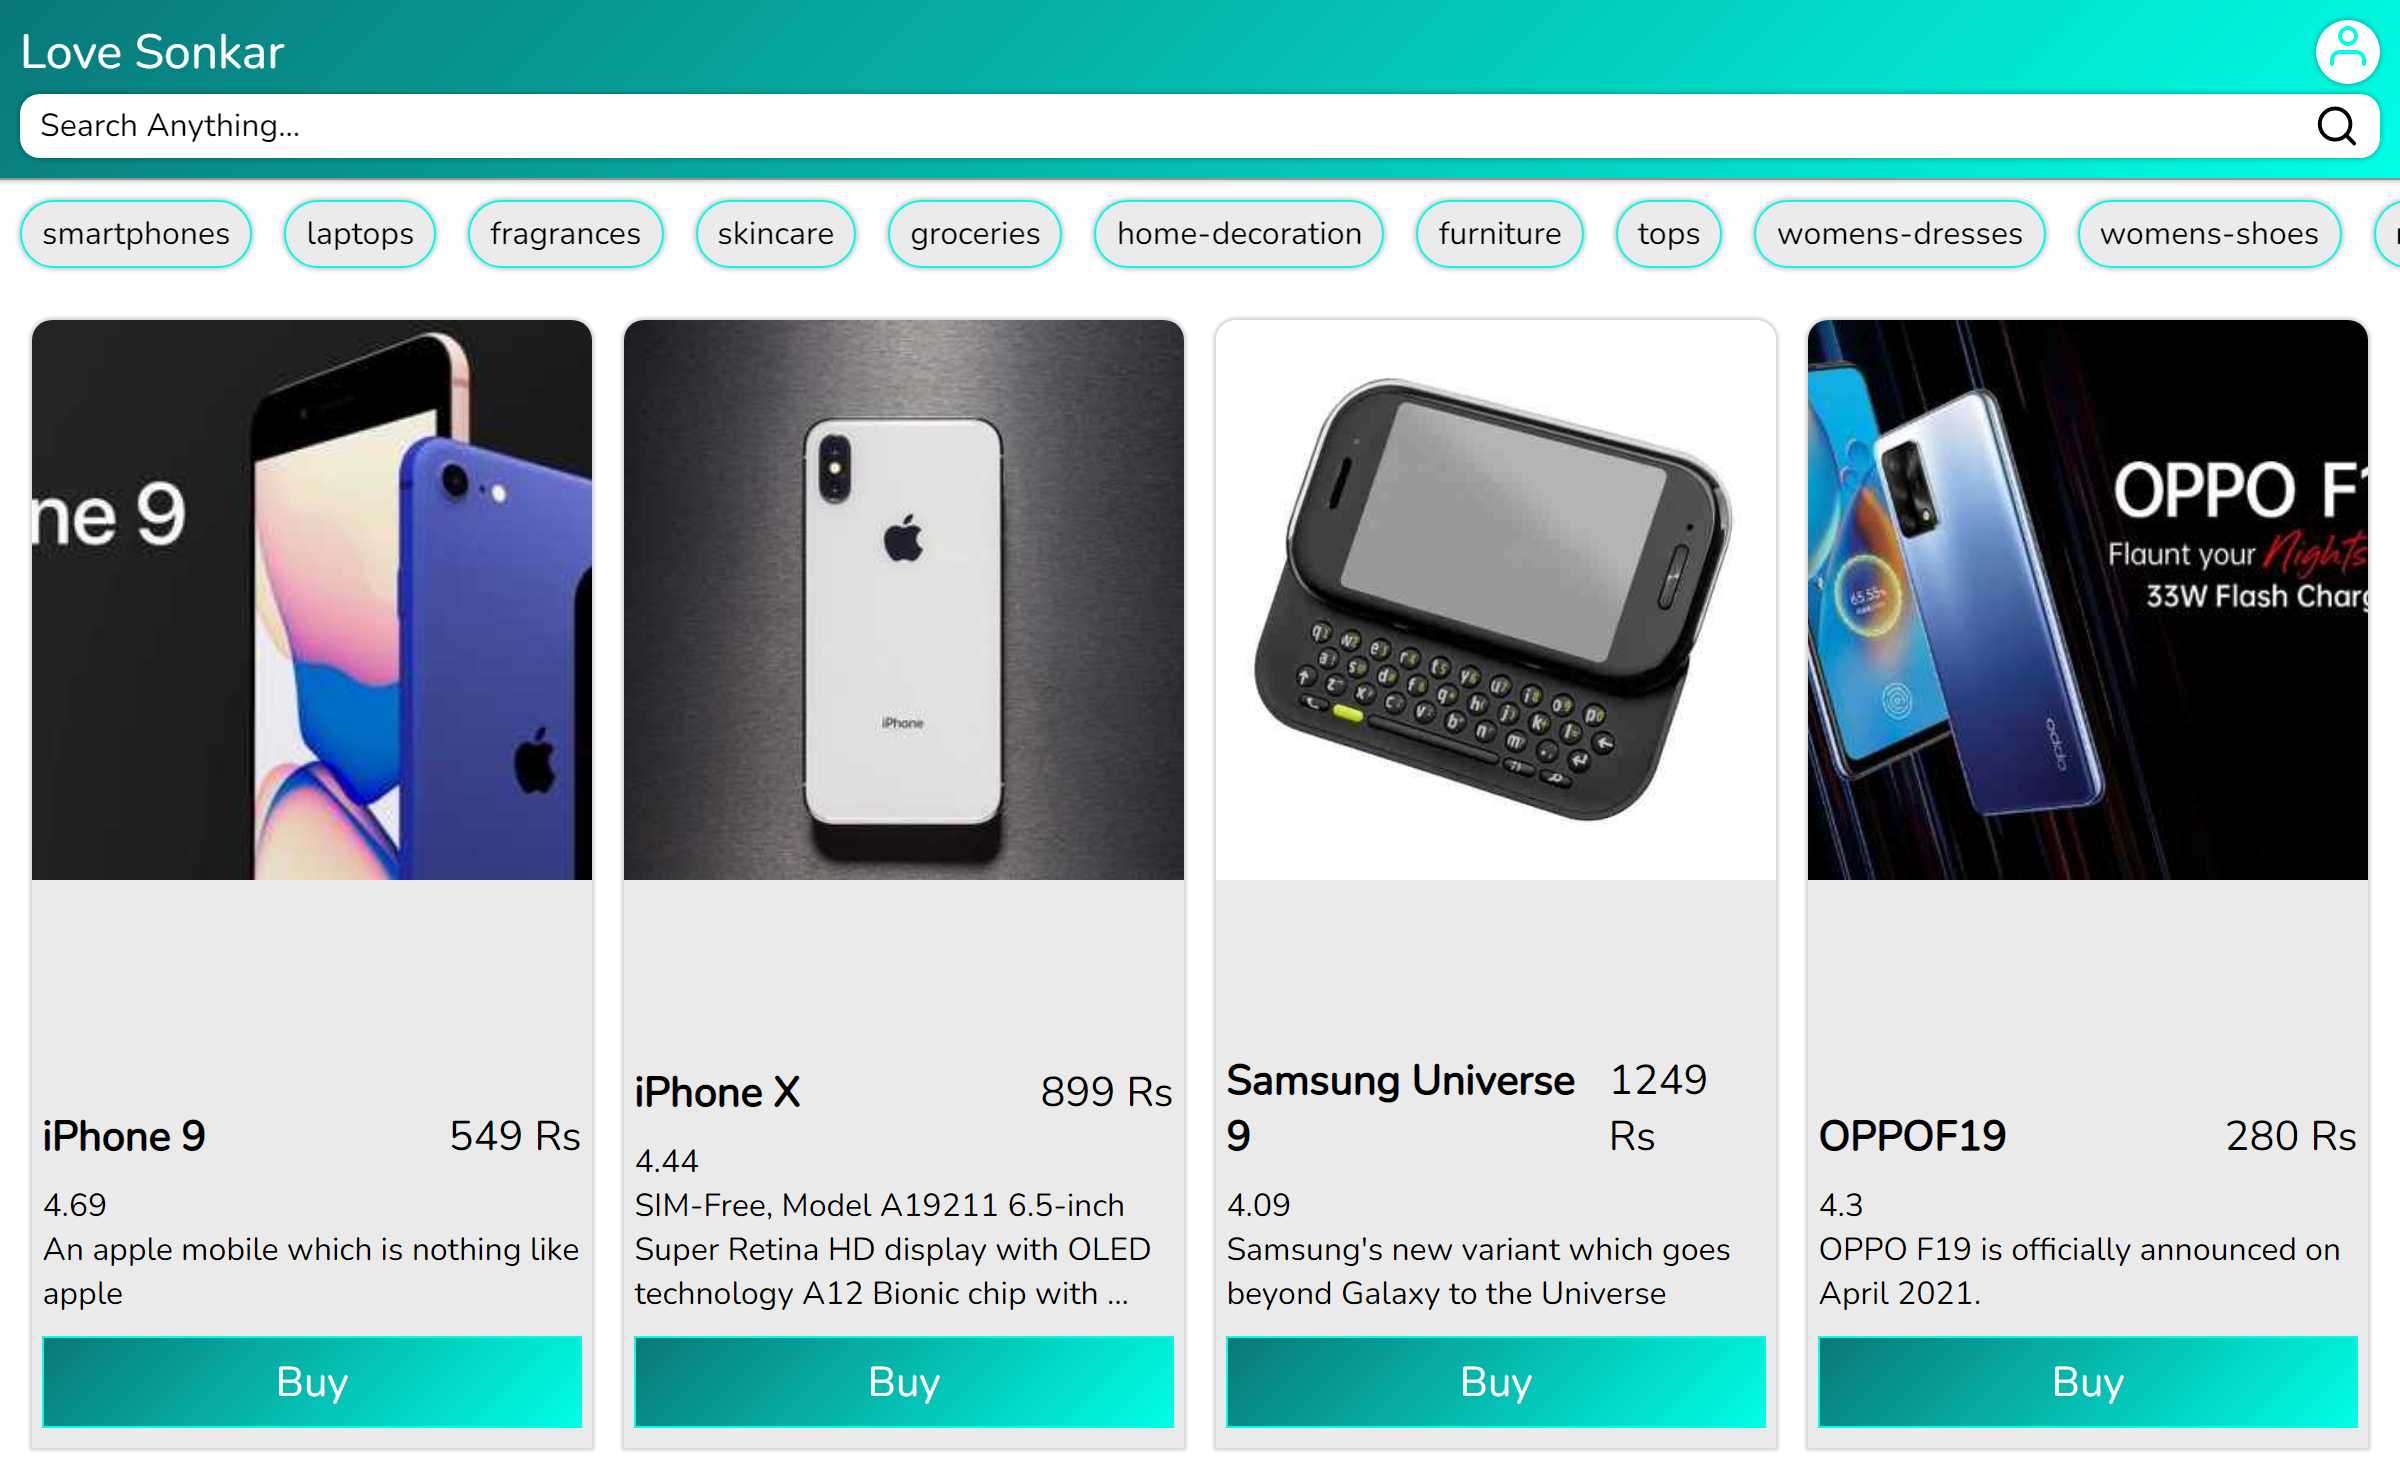 Love Sonkar
Search Anything...
smartphones
laptops
fragrances
skincare
groceries
home-decoration
furniture
tops
womens-dresses
womens-shoes
ne 9
iPhone
OPPO F1
Flaunt your Nights
33W Flash Charg
65.55%
oppo
iPhone 9
549 Rs
4.69
An apple mobile which is nothing like
apple
Buy
iPhone X
899 Rs
4.44
SIM-Free, Model A19211 6.5-inch
Super Retina HD display with OLED
technology A12 Bionic chip with ...
Buy
Samsung Universe
9
1249
Rs
4.09
Samsung's new variant which goes
beyond Galaxy to the Universe
Buy
OPPOF19
280 Rs
4.3
OPPO F19 is officially announced on
April 2021.
Buy